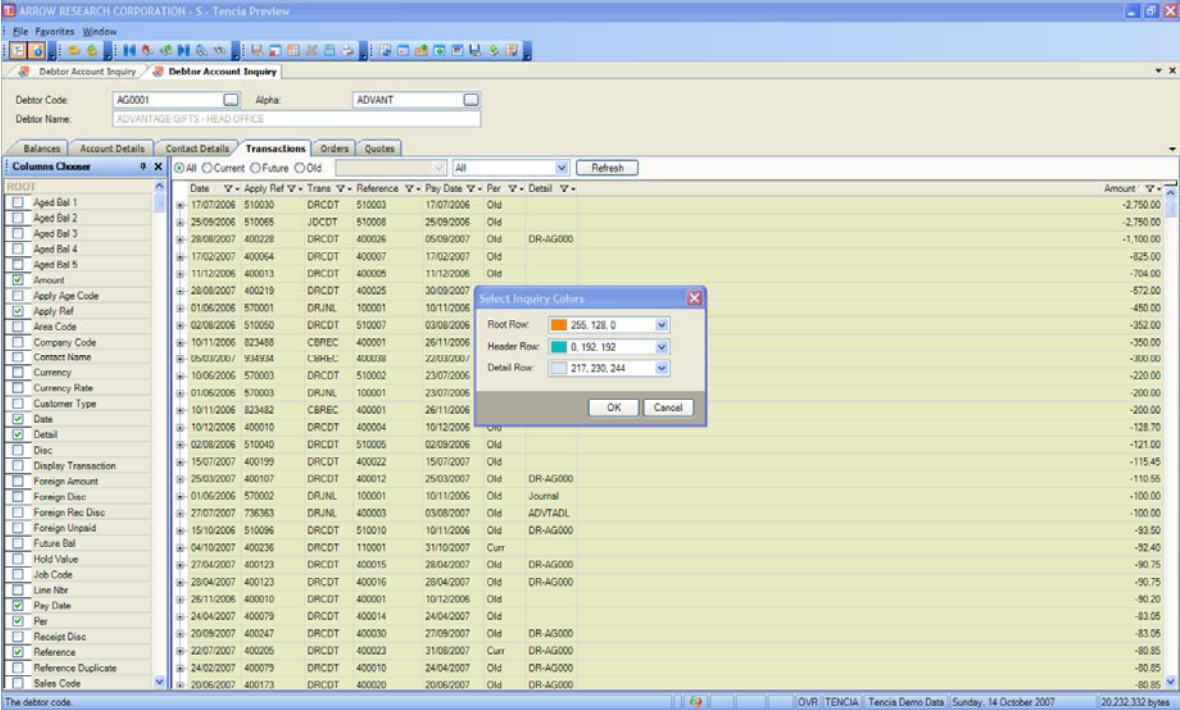 ARROW RESEARCH CORPORATION - S - Tencia Preview
File Favorites Window
Debtor Account Inquiry Debtor Account Inquiry
Debtor Code: AG0001 ... Alpha: ADVANT ...
Debtor Name: ADVANTAGE GIFTS - HEAD OFFICE
Balances Account Details Contact Details Transactions Orders Quotes
Columns Chooser All Current Future Old All Refresh
ROOT Date Apply Ref Trans Reference Pay Date Per Detail Amount
Aged Bal 1 17/07/2006 510030 DRCDT 510003 17/07/2006 Old -2,750.00
Aged Bal 2 25/09/2006 510065 JDCDT 510008 25/09/2006 Old -2,750.00
Aged Bal 3 28/08/2007 400228 DRCDT 400026 05/09/2007 Old DR-AG000 -1,100.00
Aged Bal 4 17/02/2007 400064 DRCDT 400007 17/02/2007 Old -825.00
Aged Bal 5 11/12/2006 400013 DRCDT 400005 11/12/2006 Old -704.00
Amount 28/08/2007 400219 DRCDT 400025 30/09/2007 -572.00
Apply Age Code 01/06/2006 570001 DRJNL 100001 10/11/2006 -450.00
Apply Ref 02/08/2006 510050 DRCDT 510007 03/08/2006 -352.00
Area Code 10/11/2006 823488 CBREC 400001 26/11/2006 -350.00
Company Code 05/03/2007 934934 CBREC 400038 22/03/2007 -300.00
Contact Name 10/06/2006 570003 DRCDT 510002 23/07/2006 -220.00
Currency 01/06/2006 570003 DRJNL 100001 23/07/2006 -200.00
Currency Rate 10/11/2006 823482 CBREC 400001 26/11/2006 -200.00
Customer Type 10/12/2006 400010 DRCDT 400004 10/12/2006 Old -128.70
Date 02/08/2006 510040 DRCDT 510005 02/09/2006 Old -121.00
Detail 15/07/2007 400199 DRCDT 400022 15/07/2007 Old -115.45
Disc 25/03/2007 400107 DRCDT 400012 25/03/2007 Old DR-AG000 -110.55
Display Transaction 01/06/2006 570002 DRJNL 100001 10/11/2006 Old Journal -100.00
Foreign Amount 27/07/2007 736363 DRJNL 400003 03/08/2007 Old ADVTADL -100.00
Foreign Disc 15/10/2006 510096 DRCDT 510010 10/11/2006 Old DR-AG000 -93.50
Foreign Rec Disc 04/10/2007 400236 DRCDT 110001 31/10/2007 Curr -92.40
Foreign Unpaid 27/04/2007 400123 DRCDT 400015 28/04/2007 Old DR-AG000 -90.75
Future Bal 28/04/2007 400123 DRCDT 400016 28/04/2007 Old DR-AG000 -90.75
Hold Value 26/11/2006 400010 DRCDT 400001 10/12/2006 Old -90.20
Job Code 24/04/2007 400079 DRCDT 400014 24/04/2007 Old -83.05
Line Nbr 20/09/2007 400247 DRCDT 400030 27/09/2007 Old DR-AG000 -83.05
Pay Date 22/07/2007 400205 DRCDT 400023 31/08/2007 Curr DR-AG000 -80.85
Per 24/02/2007 400079 DRCDT 400010 24/04/2007 Old DR-AG000 -80.85
Receipt Disc 20/06/2007 400173 DRCDT 400020 20/06/2007 Old DR-AG000 -80.85
Reference
Reference Duplicate
Sales Code
Select Inquiry Colors
Root Row: 255, 128, 0
Header Row: 0, 192, 192
Detail Row: 217, 230, 244
OK Cancel
The debtor code. OVR TENCIA Tencia Demo Data Sunday, 14 October 2007 20,232,332 bytes